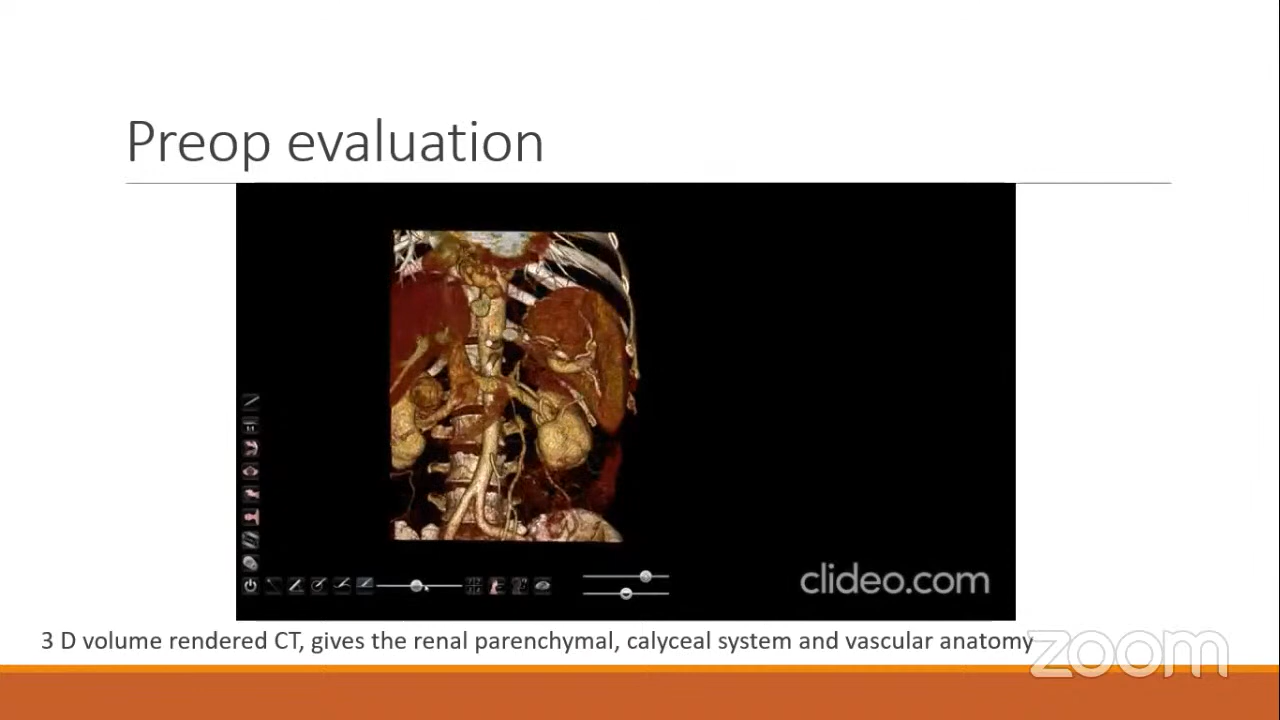 Preop evaluation
clideo.com
3 D volume rendered CT, gives the renal parenchymal, calyceal system and vascular anatomy
zoom